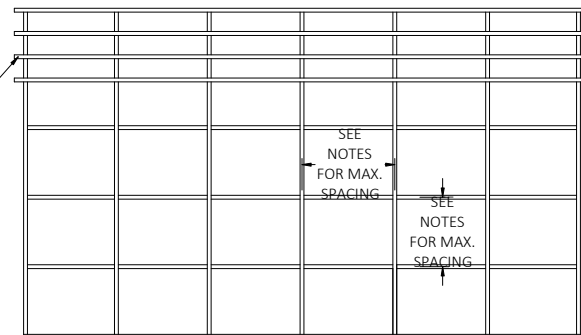 SEE
NOTES
FOR MAX.
SPACING
SEE
NOTES
FOR MAX.
SPACING